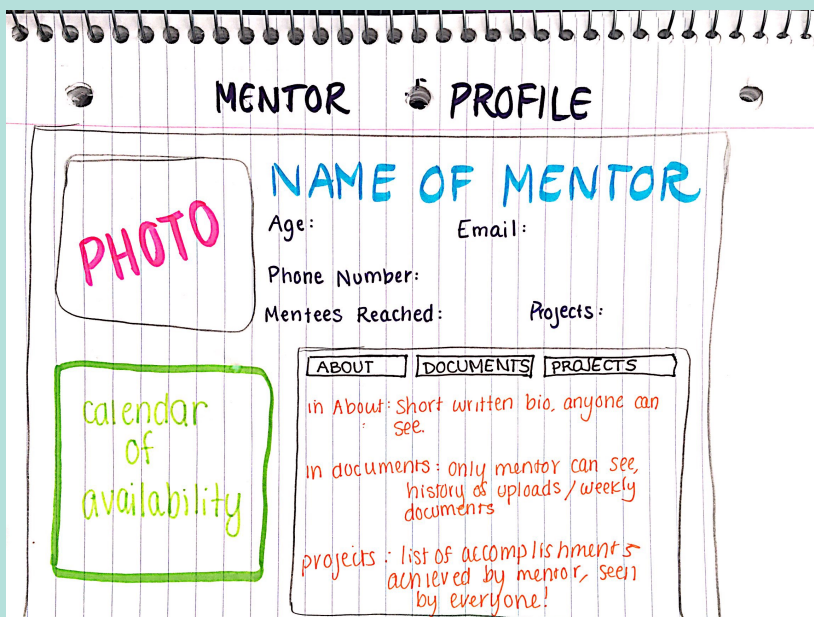 MENTOR PROFILE
NAME OF MENTOR
PHOTO
Age: Email:
Phone Number:
Mentees Reached: Projects:
calendar
of
availability
ABOUT DOCUMENTS PROJECTS
in About: short written bio, anyone can
see.
in documents: only mentor can see,
history of uploads/weekly
documents
projects: list of accomplishments
achieved by mentor, seen
by everyone!